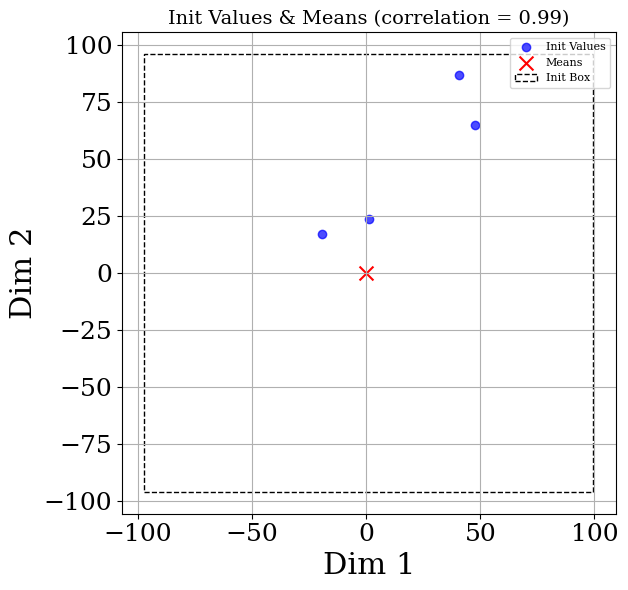 Init Values & Means (correlation = 0.99)
Init Values
Means
Init Box
100
75
50
25
0
−25
−50
−75
−100
Dim 2
−100
−50
0
50
100
Dim 1